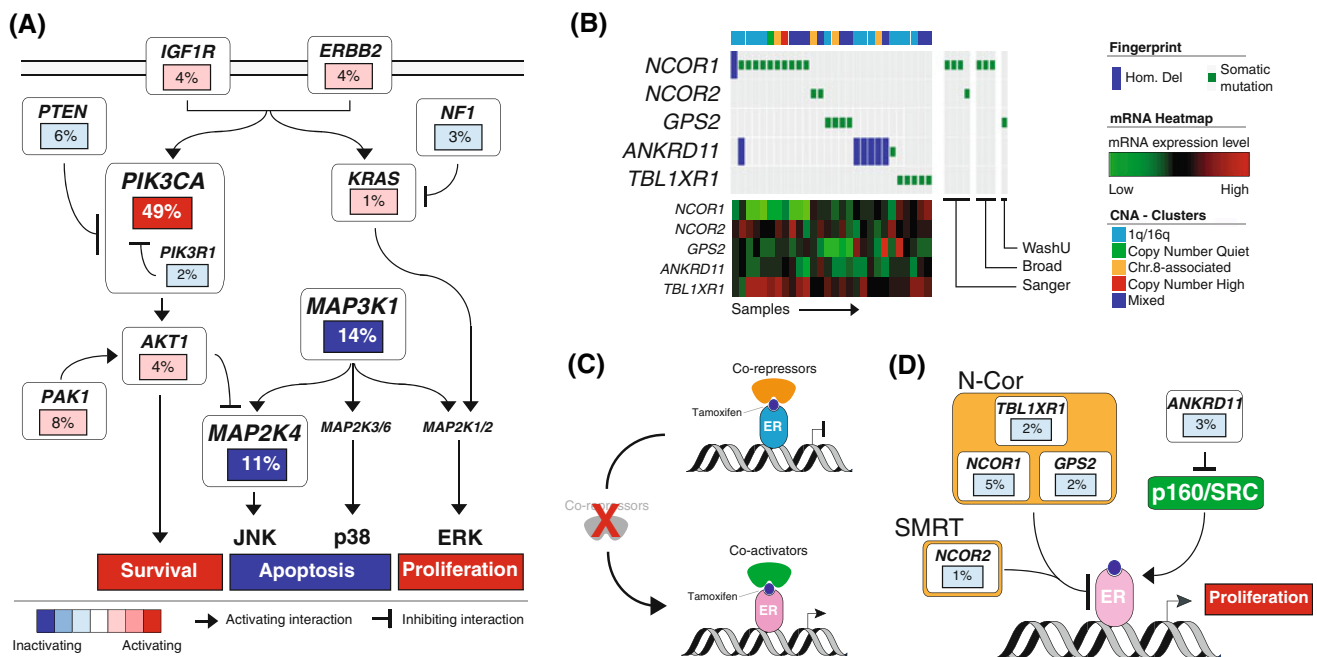 (A)
IGF1R
4%
ERBB2
4%
PTEN
6%
NF1
3%
PIK3CA
49%
PIK3R1
2%
KRAS
1%
AKT1
4%
PAK1
8%
MAP3K1
14%
MAP2K4
11%
MAP2K3/6
MAP2K1/2
JNK
p38
ERK
Survival
Apoptosis
Proliferation
Inactivating
Activating
Activating interaction
Inhibiting interaction
(B)
NCOR1
NCOR2
GPS2
ANKRD11
TBL1XR1
NCOR1
NCOR2
GPS2
ANKRD11
TBL1XR1
Samples
WashU
Broad
Sanger
Fingerprint
Hom. Del
Somatic
mutation
mRNA Heatmap
mRNA expression level
Low
High
CNA - Clusters
1q/16q
Copy Number Quiet
Chr.8-associated
Copy Number High
Mixed
(C)
Co-repressors
Tamoxifen
ER
Co-repressors
X
Co-activators
Tamoxifen
ER
(D)
N-Cor
TBL1XR1
2%
NCOR1
5%
GPS2
2%
ANKRD11
3%
p160/SRC
SMRT
NCOR2
1%
ER
Proliferation